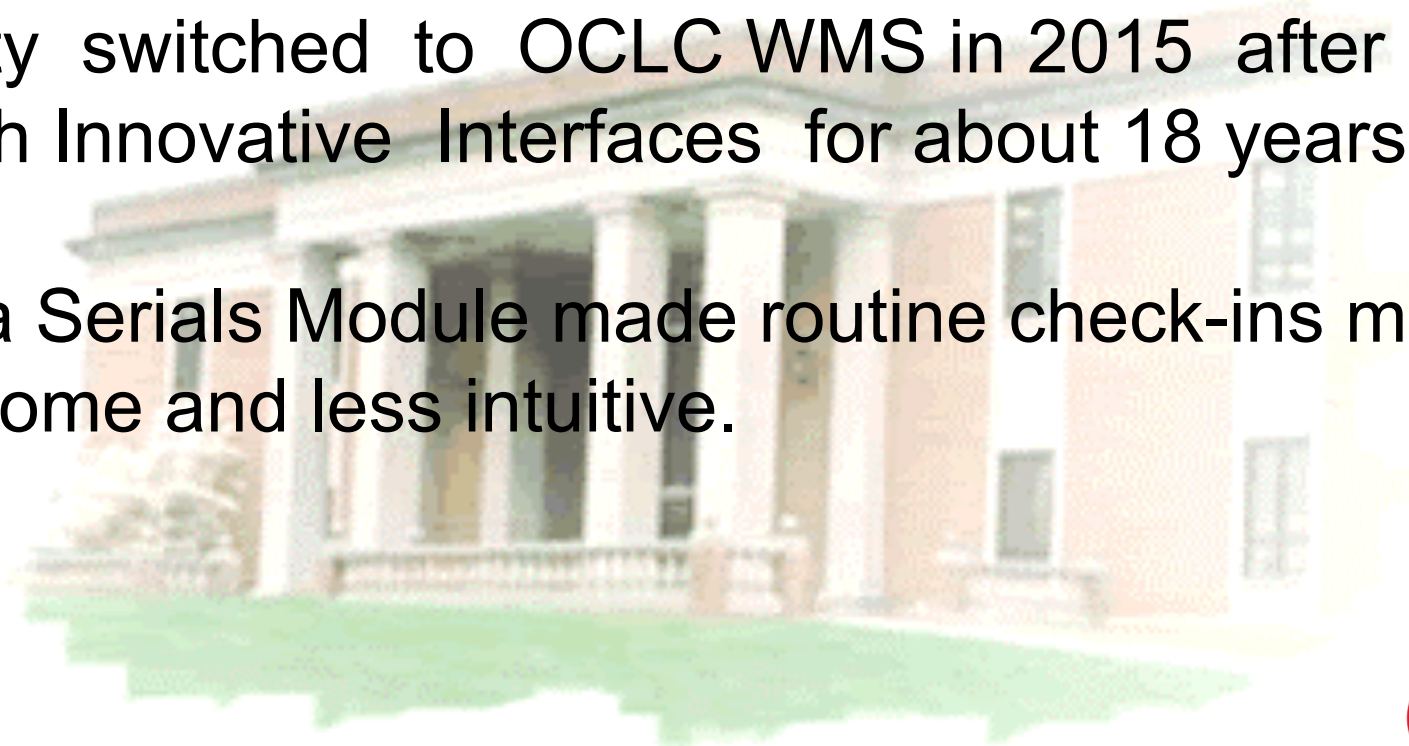 ty switched to OCLC WMS in 2015 after
h Innovative Interfaces for about 18 years
a Serials Module made routine check-ins m
ome and less intuitive.